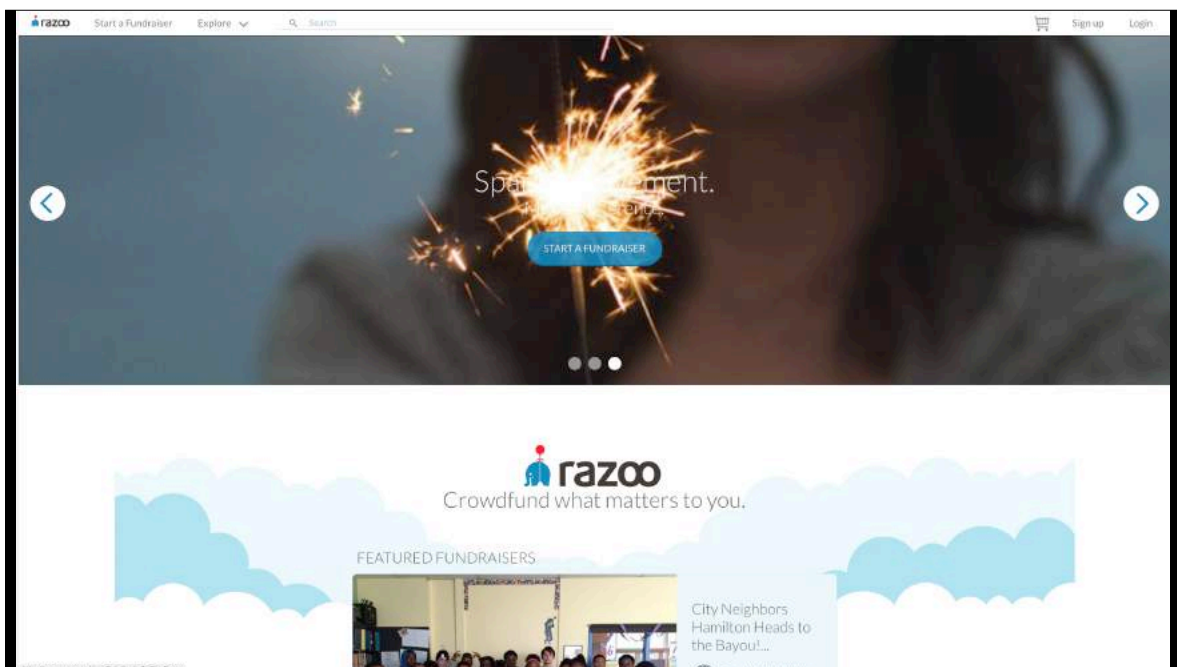 razoo Start a Fundraiser Explore Search Sign up Login
START A FUNDRAISER
razoo
Crowdfund what matters to you.
FEATURED FUNDRAISERS
City Neighbors
Hamilton Heads to
the Bayou!...